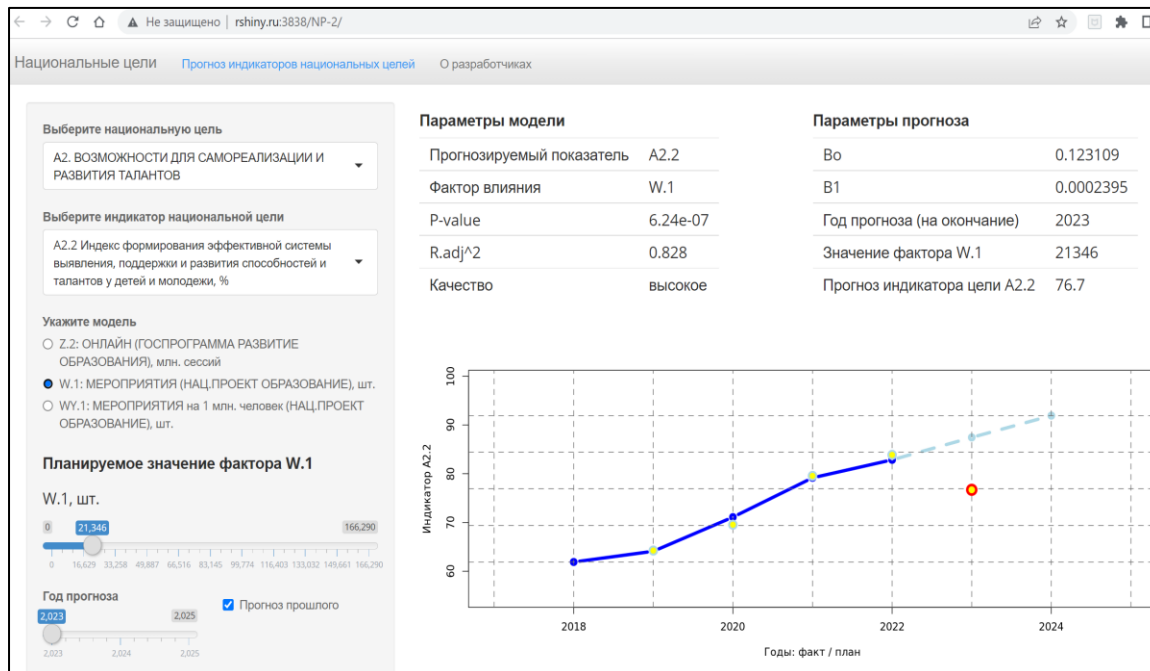 Не защищено | rshiny.ru:3838/NP-2/
Национальные цели Прогноз индикаторов национальных целей О разработчиках
Выберите национальную цель
А2. ВОЗМОЖНОСТИ ДЛЯ САМОРЕАЛИЗАЦИИ И
РАЗВИТИЯ ТАЛАНТОВ
Выберите индикатор национальной цели
А2.2 Индекс формирования эффективной системы
выявления, поддержки и развития способностей и
талантов у детей и молодежи, %
Укажите модель
Z.2: ОНЛАЙН (ГОСПРОГРАММА РАЗВИТИЕ
ОБРАЗОВАНИЯ), млн. сессий
W.1: МЕРОПРИЯТИЯ (НАЦ.ПРОЕКТ ОБРАЗОВАНИЕ), шт.
WY.1: МЕРОПРИЯТИЯ на 1 млн. человек (НАЦ.ПРОЕКТ
ОБРАЗОВАНИЕ), шт.
Планируемое значение фактора W.1
W.1, шт.
0 21,346 166,290
0 16,629 33,258 49,887 66,516 83,145 99,774 116,403 133,032 149,661 166,290
Год прогноза
Прогноз прошлого
2,023 2,025
2,023 2,024 2,025
Параметры модели
Прогнозируемый показатель А2.2
Фактор влияния W.1
P-value 6.24e-07
R.adj^2 0.828
Качество высокое
Параметры прогноза
Bo 0.123109
B1 0.0002395
Год прогноза (на окончание) 2023
Значение фактора W.1 21346
Прогноз индикатора цели А2.2 76.7
Индикатор А2.2
100
90
80
70
60
2018 2020 2022 2024
Годы: факт / план